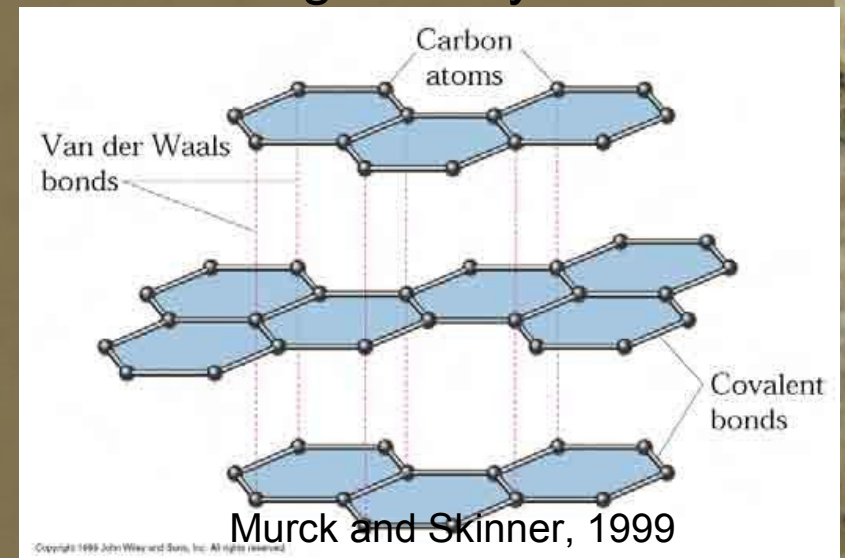 Carbon
atoms
Van der Waals
bonds
Covalent
bonds
Murck and Skinner, 1999
Copyright 1999 John Wiley and Sons, Inc. All rights reserved.